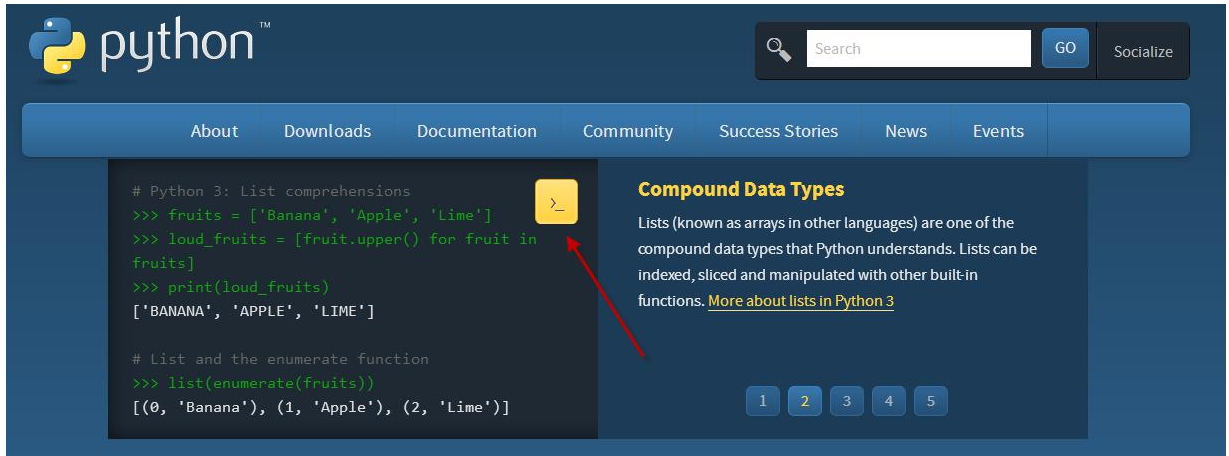 python™
Search
GO
Socialize
About Downloads Documentation Community Success Stories News Events
# Python 3: List comprehensions
>>> fruits = ['Banana', 'Apple', 'Lime']
>>> loud_fruits = [fruit.upper() for fruit in
fruits]
>>> print(loud_fruits)
['BANANA', 'APPLE', 'LIME']
# List and the enumerate function
>>> list(enumerate(fruits))
[(0, 'Banana'), (1, 'Apple'), (2, 'Lime')]
>_
Compound Data Types
Lists (known as arrays in other languages) are one of the
compound data types that Python understands. Lists can be
indexed, sliced and manipulated with other built-in
functions. More about lists in Python 3
1 2 3 4 5